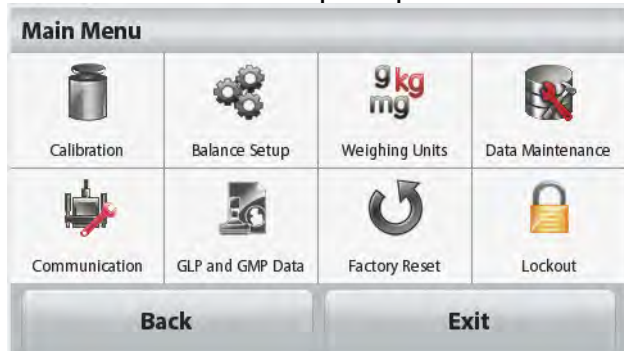 Main Menu
g kg
mg
Calibration Balance Setup Weighing Units Data Maintenance
Communication GLP and GMP Data Factory Reset Lockout
Back Exit